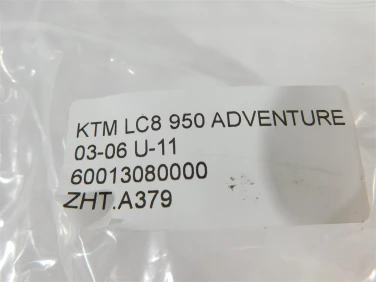 KTM LC8 950 ADVENTURE
03-06 U-11
60013080000
ZHT.A379